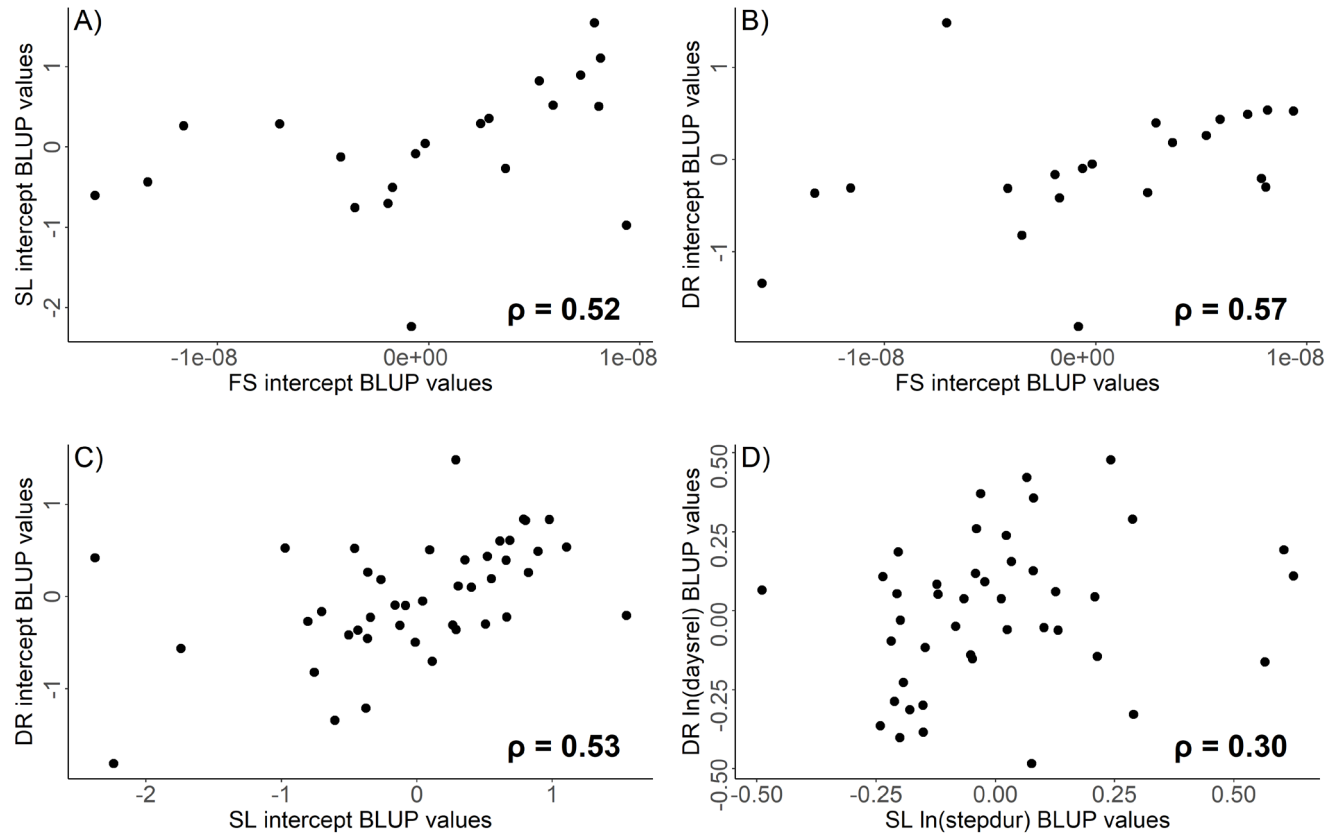 A)
SL intercept BLUP values
1
0
-1
-2
ρ = 0.52
-1e-08 0e+00 1e-08
FS intercept BLUP values
B)
DR intercept BLUP values
1
0
-1
ρ = 0.57
-1e-08 0e+00 1e-08
FS intercept BLUP values
C)
DR intercept BLUP values
1
0
-1
ρ = 0.53
-2 -1 0 1
SL intercept BLUP values
D)
DR ln(daysrel) BLUP values
0.50
0.25
0.00
-0.25
-0.50
ρ = 0.30
-0.50 -0.25 0.00 0.25 0.50
SL ln(stepdur) BLUP values